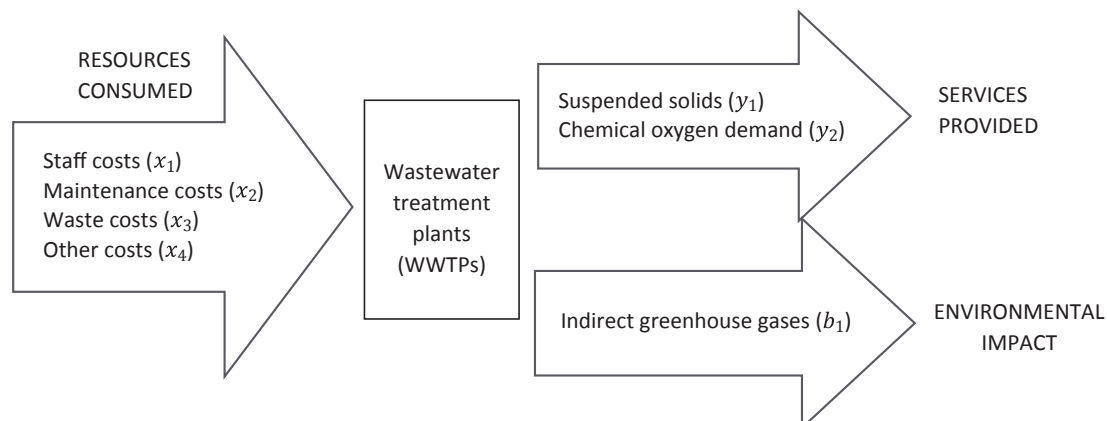 RESOURCES
CONSUMED
Staff costs (𝑥₁)
Maintenance costs (𝑥₂)
Waste costs (𝑥₃)
Other costs (𝑥₄)
Wastewater
treatment
plants
(WWTPs)
Suspended solids (𝑦₁)
Chemical oxygen demand (𝑦₂)
SERVICES
PROVIDED
Indirect greenhouse gases (𝑏₁)
ENVIRONMENTAL
IMPACT